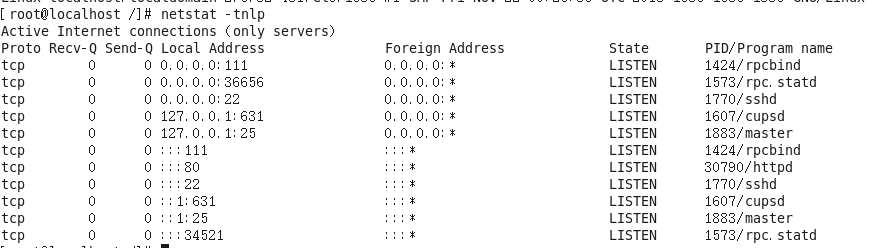 [root@localhost /]# netstat -tnlp
Active Internet connections (only servers)
Proto Recv-Q Send-Q Local Address               Foreign Address             State       PID/Program name
tcp        0      0 0.0.0.0:111                 0.0.0.0:*                   LISTEN      1424/rpcbind
tcp        0      0 0.0.0.0:36656               0.0.0.0:*                   LISTEN      1573/rpc.statd
tcp        0      0 0.0.0.0:22                  0.0.0.0:*                   LISTEN      1770/sshd
tcp        0      0 127.0.0.1:631               0.0.0.0:*                   LISTEN      1607/cupsd
tcp        0      0 127.0.0.1:25                0.0.0.0:*                   LISTEN      1883/master
tcp        0      0 :::111                      :::*                        LISTEN      1424/rpcbind
tcp        0      0 :::80                       :::*                        LISTEN      30790/httpd
tcp        0      0 :::22                       :::*                        LISTEN      1770/sshd
tcp        0      0 ::1:631                     :::*                        LISTEN      1607/cupsd
tcp        0      0 ::1:25                      :::*                        LISTEN      1883/master
tcp        0      0 :::34521                    :::*                        LISTEN      1573/rpc.statd